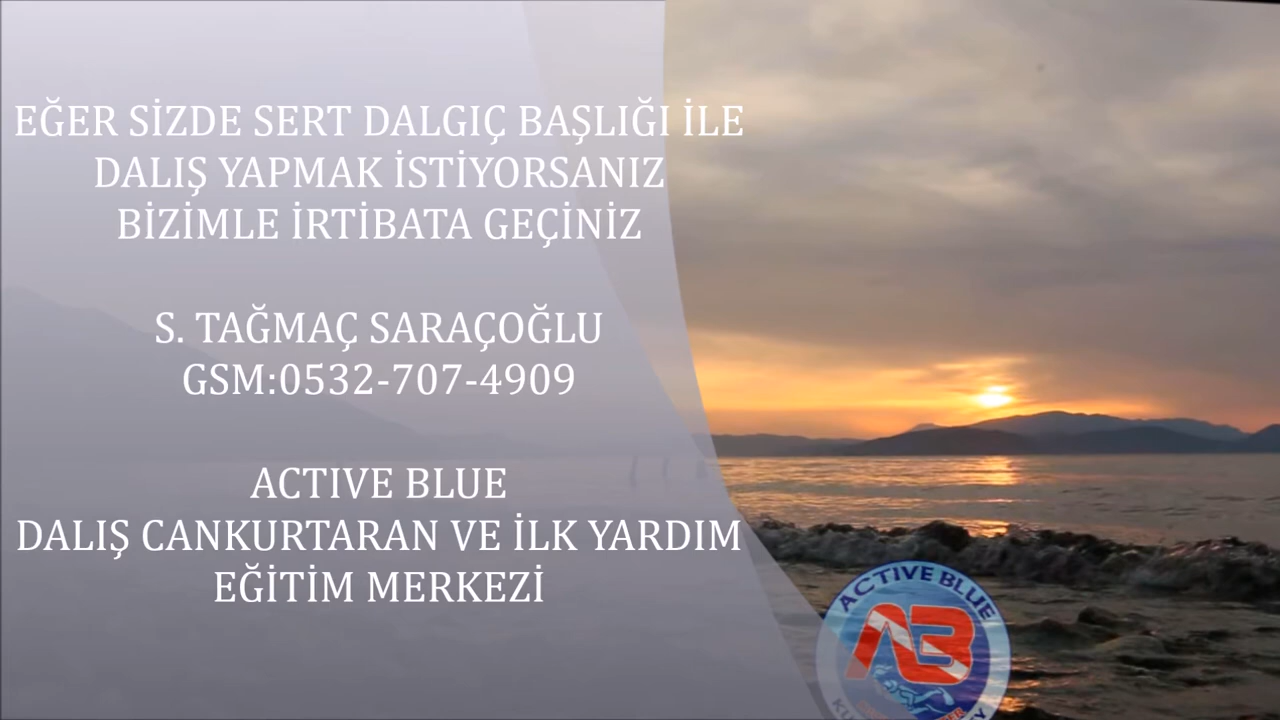 EĞER SİZDE SERT DALGIÇ BAŞLIĞI İLE
DALIŞ YAPMAK İSTİYORSANIZ
BİZİMLE İRTİBATA GEÇİNİZ
S. TAĞMAÇ SARAÇOĞLU
GSM:0532-707-4909
ACTIVE BLUE
DALIŞ CANKURTARAN VE İLK YARDIM
EĞİTİM MERKEZİ
ACTIVE BLUE
AB